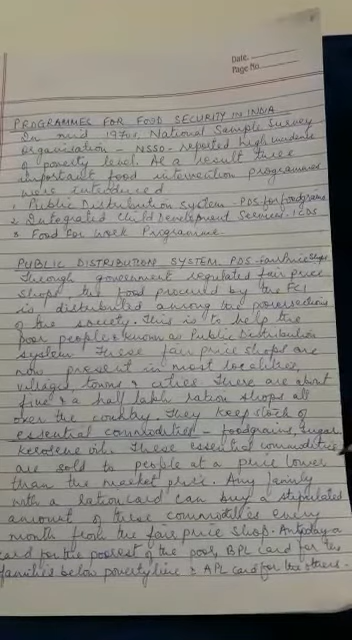 Date.
Page No.
PROGRAMMES FOR FOOD SECURITY IN INDIA
In mid 1970s, National Sample Survey
Organisation - NSSO - reported high incidence
of poverty level. As a result three
important food intervention programmes
were introduced
1. Public Distribution System - PDS - for foodgrains
2. Integrated Child Development Services - ICDS
3. Food for Work Programme
PUBLIC DISTRIBUTION SYSTEM. PDS - Fair Price Shops
Through government regulated fair price
shops, the food procured by the FCI
is distributed among the poor sections
of the society. This is to help the
poor people & known as Public Distribution
System. These fair price shops are
now present in most localities,
villages, towns & cities. There are about
five & a half lakh ration shops all
over the country. They keep stock of
essential commodities - foodgrains, sugar
kerosene oil. These essential commodities
are sold to people at a price lower
than the market price. Any family
with a ration card can buy a stipulated
amount of these commodities every
month from the fair price shop. Antyodaya
card for the poorest of the poor, BPL card for the
families below poverty line & APL card for the others.